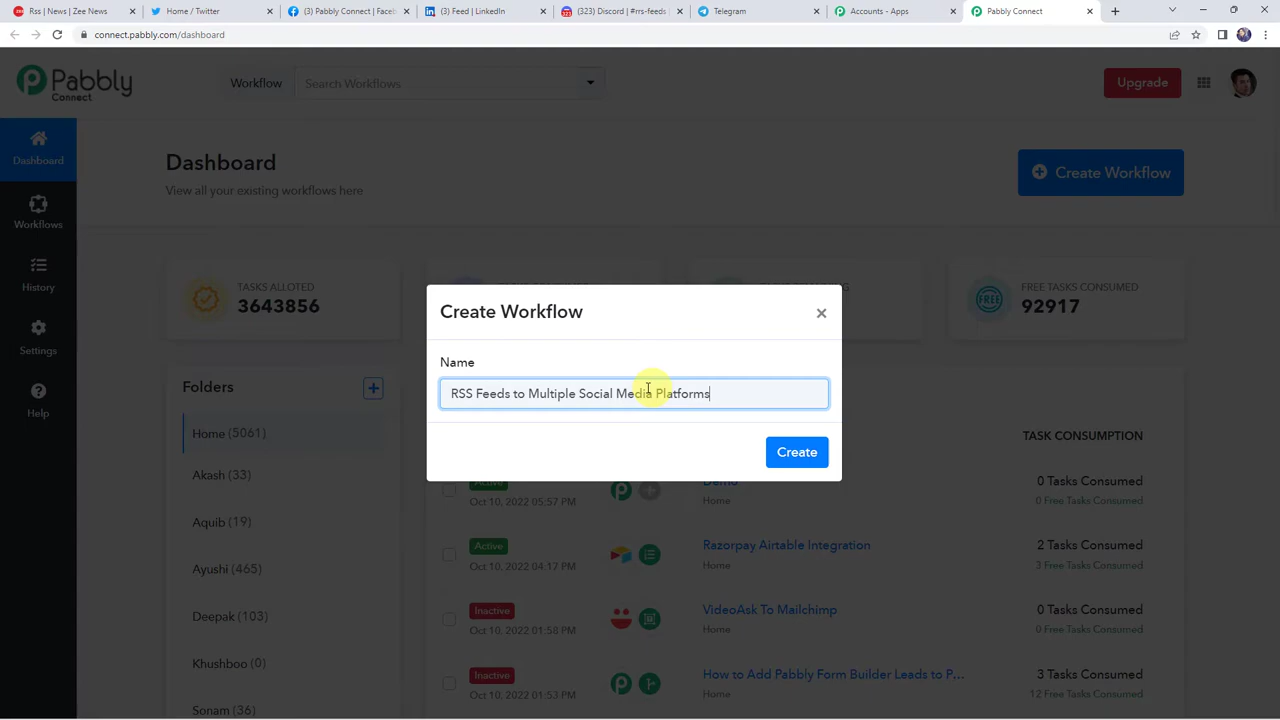 Rss | News | Zee News
Home / Twitter
(3) Pabbly Connect | Faceb
(3) Feed | LinkedIn
(323) Discord | #rrs-feeds
Telegram
Accounts - Apps
Pabbly Connect
connect.pabbly.com/dashboard
Pabbly
Connect
Workflow
Search Workflows
Upgrade
Dashboard
Workflows
History
Settings
Help
Dashboard
View all your existing workflows here
Create Workflow
TASKS ALLOTED
3643856
FREE TASKS CONSUMED
92917
FREE
Create Workflow
×
Name
RSS Feeds to Multiple Social Media Platforms
Create
Folders
Home (5061)
Akash (33)
Aquib (19)
Ayushi (465)
Deepak (103)
Khushboo (0)
Sonam (36)
TASK CONSUMPTION
Active
Oct 10, 2022 05:57 PM
Demo
Home
0 Tasks Consumed
0 Free Tasks Consumed
Active
Oct 10, 2022 04:17 PM
Razorpay Airtable Integration
Home
2 Tasks Consumed
3 Free Tasks Consumed
Inactive
Oct 10, 2022 01:58 PM
VideoAsk To Mailchimp
Home
0 Tasks Consumed
0 Free Tasks Consumed
Inactive
Oct 10, 2022 01:53 PM
How to Add Pabbly Form Builder Leads to P...
Home
3 Tasks Consumed
12 Free Tasks Consumed